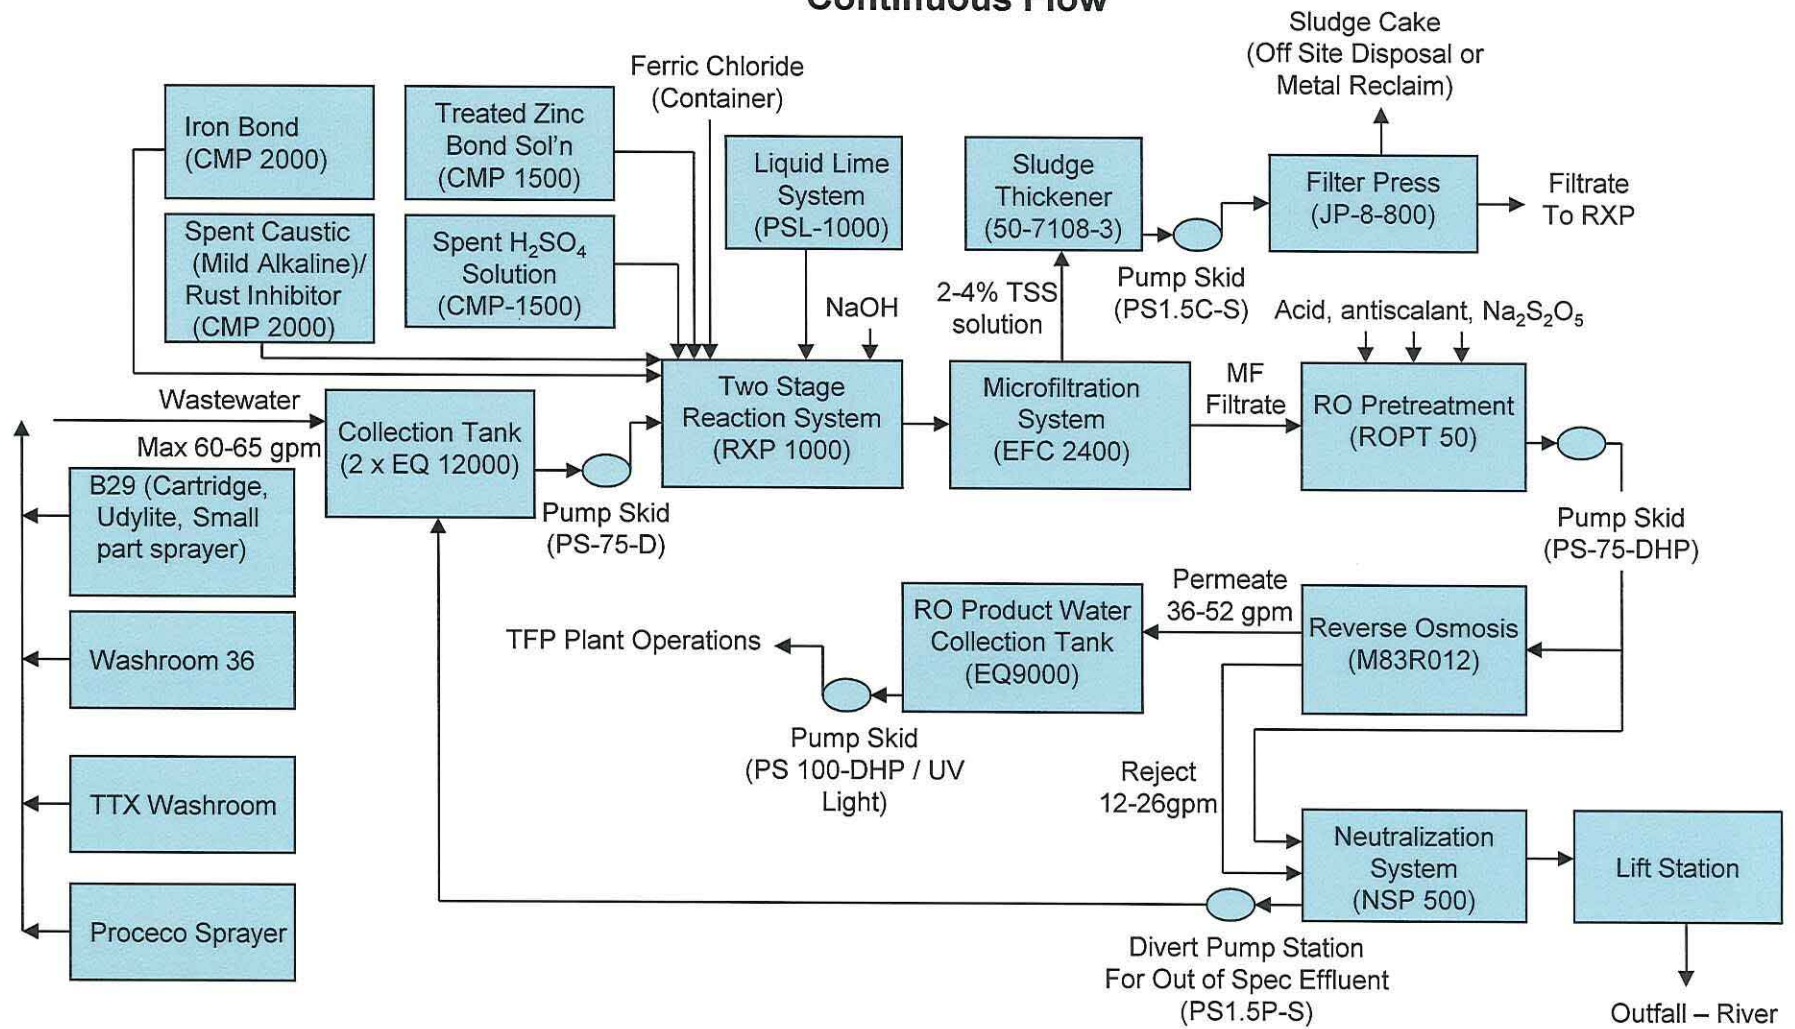 Continuous Flow
Sludge Cake
(Off Site Disposal or
Metal Reclaim)
Ferric Chloride
(Container)
Iron Bond
(CMP 2000)
Treated Zinc
Bond Sol'n
(CMP 1500)
Liquid Lime
System
(PSL-1000)
Sludge
Thickener
(50-7108-3)
Filter Press
(JP-8-800)
Filtrate
To RXP
Spent Caustic
(Mild Alkaline)/
Rust Inhibitor
(CMP 2000)
Spent H₂SO₄
Solution
(CMP-1500)
NaOH
2-4% TSS
solution
Pump Skid
(PS1.5C-S)
Acid, antiscalant, Na₂S₂O₅
Wastewater
Max 60-65 gpm
Collection Tank
(2 x EQ 12000)
Pump Skid
(PS-75-D)
Two Stage
Reaction System
(RXP 1000)
Microfiltration
System
(EFC 2400)
MF
Filtrate
RO Pretreatment
(ROPT 50)
Pump Skid
(PS-75-DHP)
B29 (Cartridge,
Udylite, Small
part sprayer)
Washroom 36
TTX Washroom
Proceco Sprayer
TFP Plant Operations
Pump Skid
(PS 100-DHP / UV
Light)
RO Product Water
Collection Tank
(EQ9000)
Permeate
36-52 gpm
Reverse Osmosis
(M83R012)
Reject
12-26gpm
Neutralization
System
(NSP 500)
Lift Station
Divert Pump Station
For Out of Spec Effluent
(PS1.5P-S)
Outfall – River